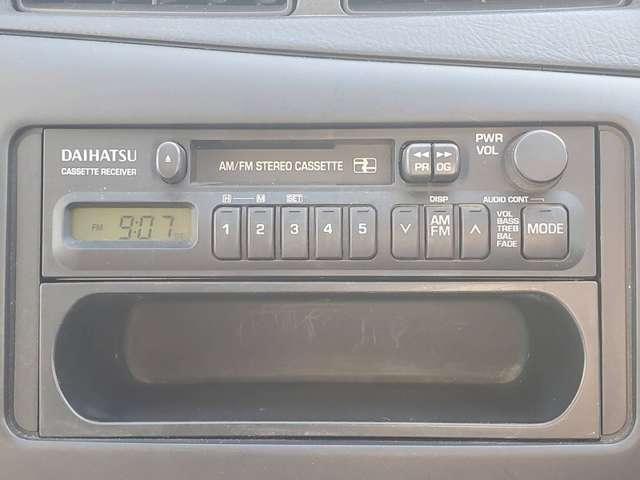 DAIHATSU
CASSETTE RECEIVER
AM/FM STEREO CASSETTE
PR OG
PWR
VOL
FM 9:07
H M SET
1 2 3 4 5
DISP
AM
FM
AUDIO CONT
VOL
BASS
TREB
BAL
FADE
MODE